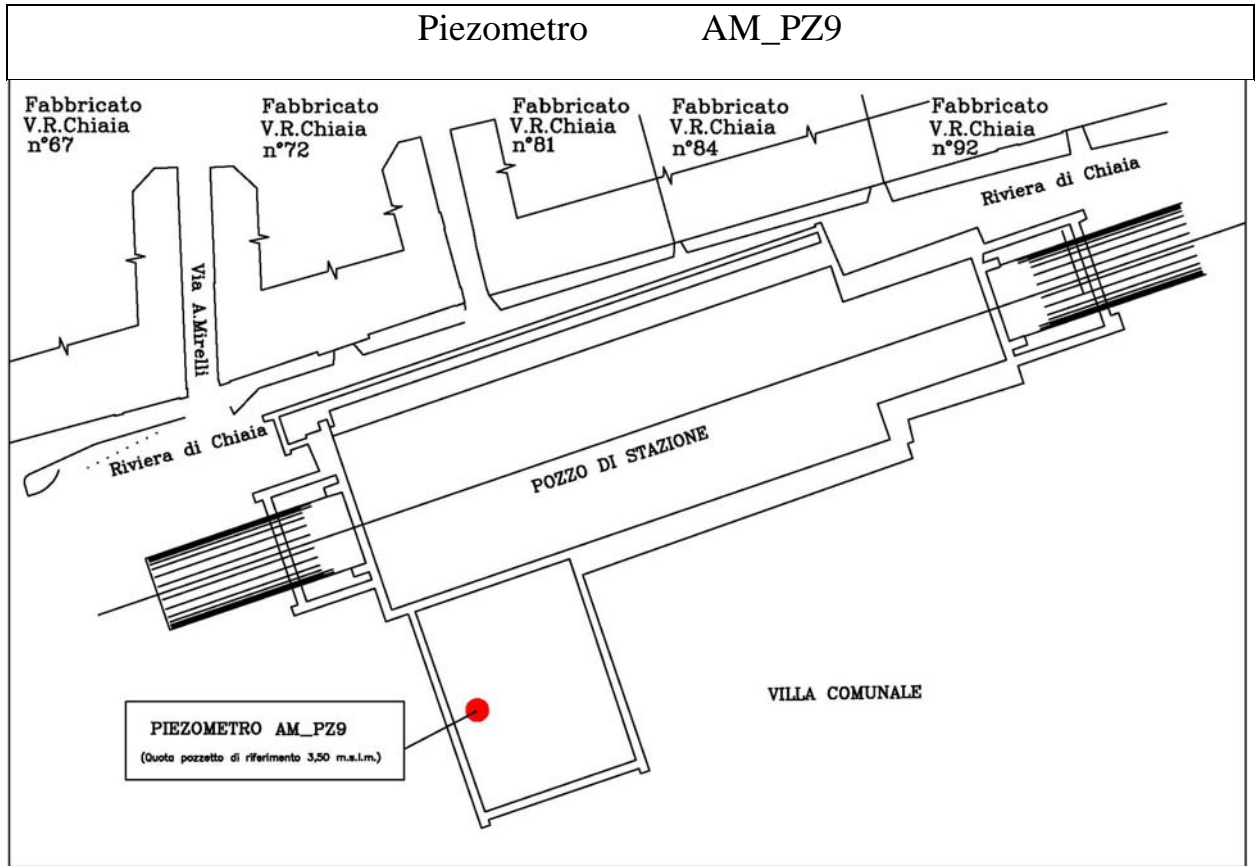 Piezometro AM_PZ9
Fabbricato
V.R.Chiaia
n°67
Fabbricato
V.R.Chiaia
n°72
Fabbricato
V.R.Chiaia
n°81
Fabbricato
V.R.Chiaia
n°84
Fabbricato
V.R.Chiaia
n°92
Riviera di Chiaia
Via A.Mirelli
Riviera di Chiaia
POZZO DI STAZIONE
VILLA COMUNALE
PIEZOMETRO AM_PZ9
(Quota pozzetto di riferimento 3,50 m.s.l.m.)